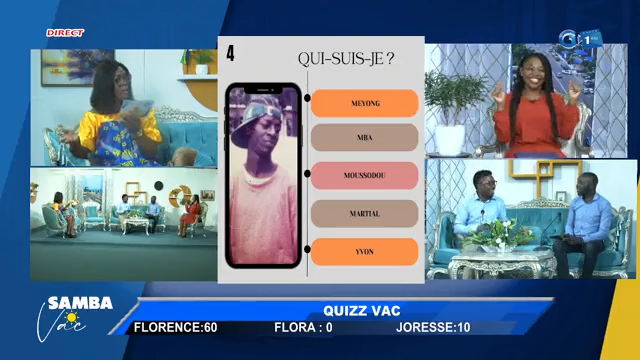 DIRECT
4
QUI-SUIS-JE ?
MEYONG
MBA
MOUSSODOU
MARTIAL
YVON
G 1ère
SAMBA
Vac
QUIZZ VAC
FLORENCE:60 FLORA : 0 JORESSE:10